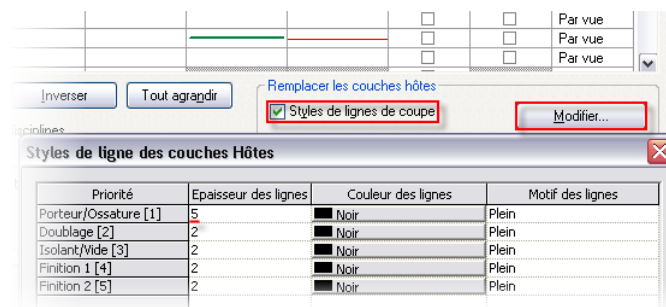 Par vue
Par vue
Par vue
Inverser
Tout agrandir
Remplacer les couches hôtes
Styles de lignes de coupe
Modifier...
Styles de ligne des couches Hôtes
Priorité Epaisseur des lignes Couleur des lignes Motif des lignes
Porteur/Ossature [1] 5 Noir Plein
Doublage [2] 2 Noir Plein
Isolant/Vide [3] 2 Noir Plein
Finition 1 [4] 2 Noir Plein
Finition 2 [5] 2 Noir Plein